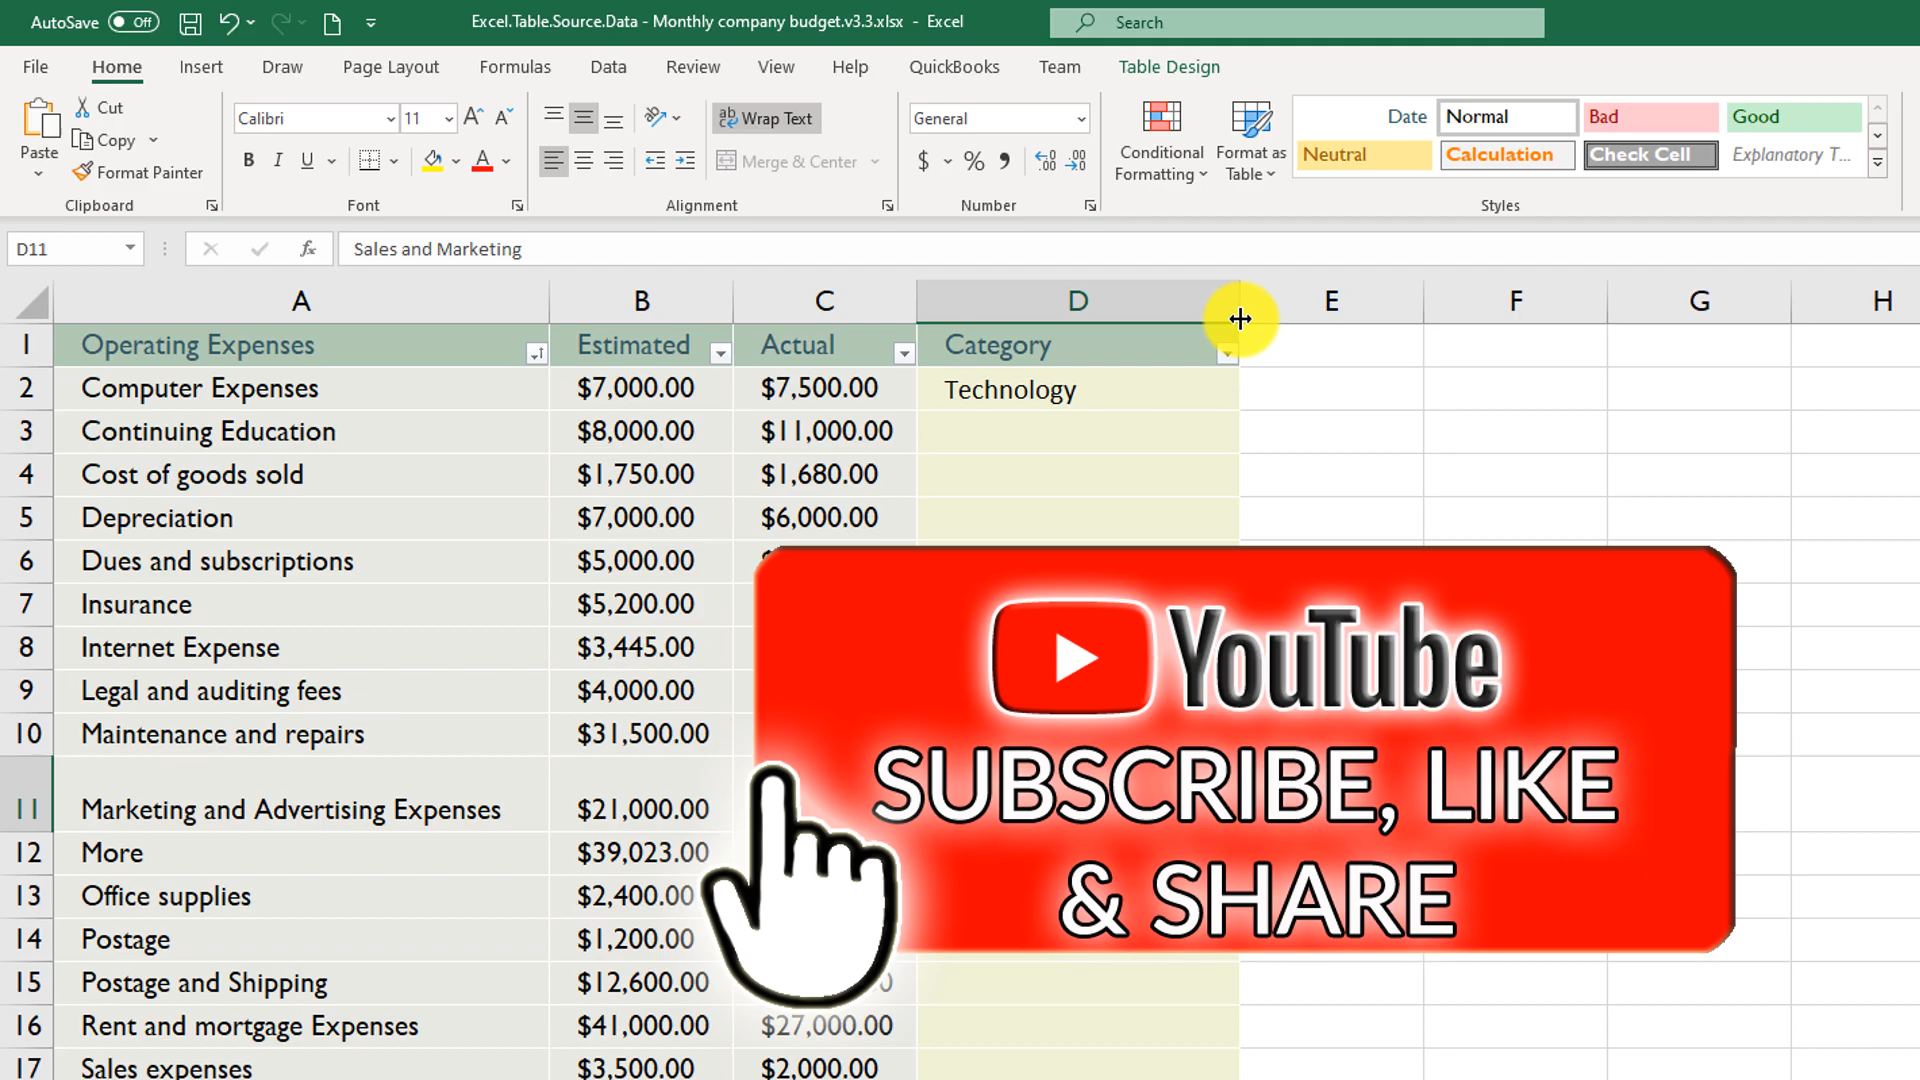 AutoSave Off Excel.Table.Source.Data - Monthly company budget.v3.3.xlsx - Excel Search
File Home Insert Draw Page Layout Formulas Data Review View Help QuickBooks Team Table Design
Paste Cut Copy Format Painter
Clipboard
Calibri 11
B I U A
Font
Wrap Text
Merge & Center
Alignment
General
$ %
Number
Conditional Formatting
Format as Table
Date Normal Bad Good
Neutral Calculation Check Cell Explanatory T...
Styles
D11 fx Sales and Marketing
A B C D E F G H
1 Operating Expenses Estimated Actual Category
2 Computer Expenses $7,000.00 $7,500.00 Technology
3 Continuing Education $8,000.00 $11,000.00
4 Cost of goods sold $1,750.00 $1,680.00
5 Depreciation $7,000.00 $6,000.00
6 Dues and subscriptions $5,000.00
7 Insurance $5,200.00
8 Internet Expense $3,445.00
9 Legal and auditing fees $4,000.00
10 Maintenance and repairs $31,500.00
11 Marketing and Advertising Expenses $21,000.00
12 More $39,023.00
13 Office supplies $2,400.00
14 Postage $1,200.00
15 Postage and Shipping $12,600.00
16 Rent and mortgage Expenses $41,000.00 $27,000.00
17 Sales expenses $3,500.00 $2,000.00
YouTube
SUBSCRIBE, LIKE
& SHARE